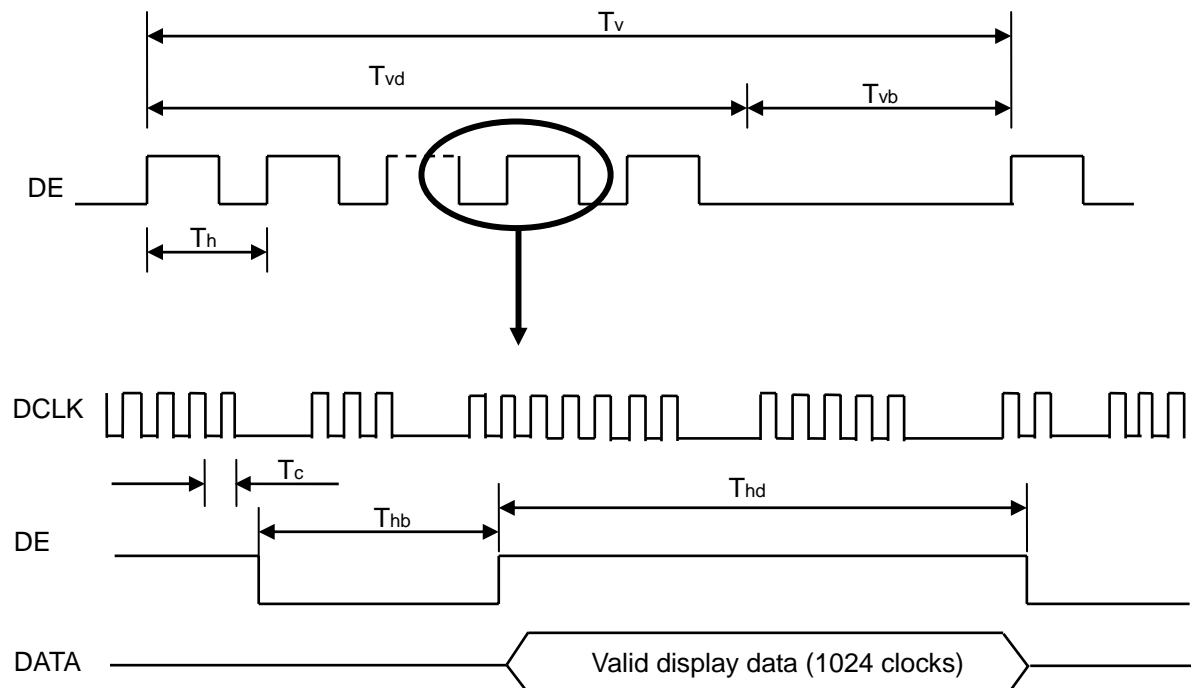 Tv
Tvd
Tvb
DE
Th
DCLK
Tc
Thd
Thb
DE
DATA
Valid display data (1024 clocks)